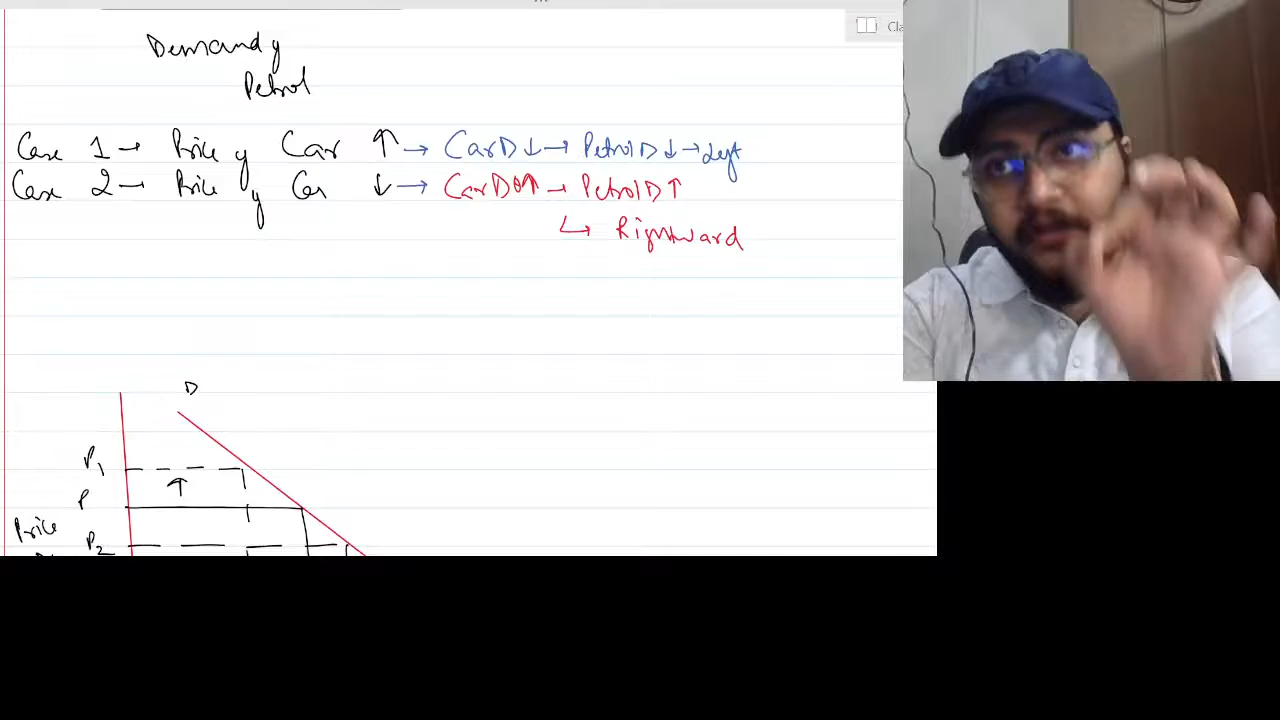 Demand of
Petrol
Case 1 → Price of Car ↑ → Car D ↓ → Petrol D ↓ → Left
Case 2 → Price of Car ↓ → Car D ↑ → Petrol D ↑
↳ Rightward
D
P1
↑
P
Price
P2
Cla